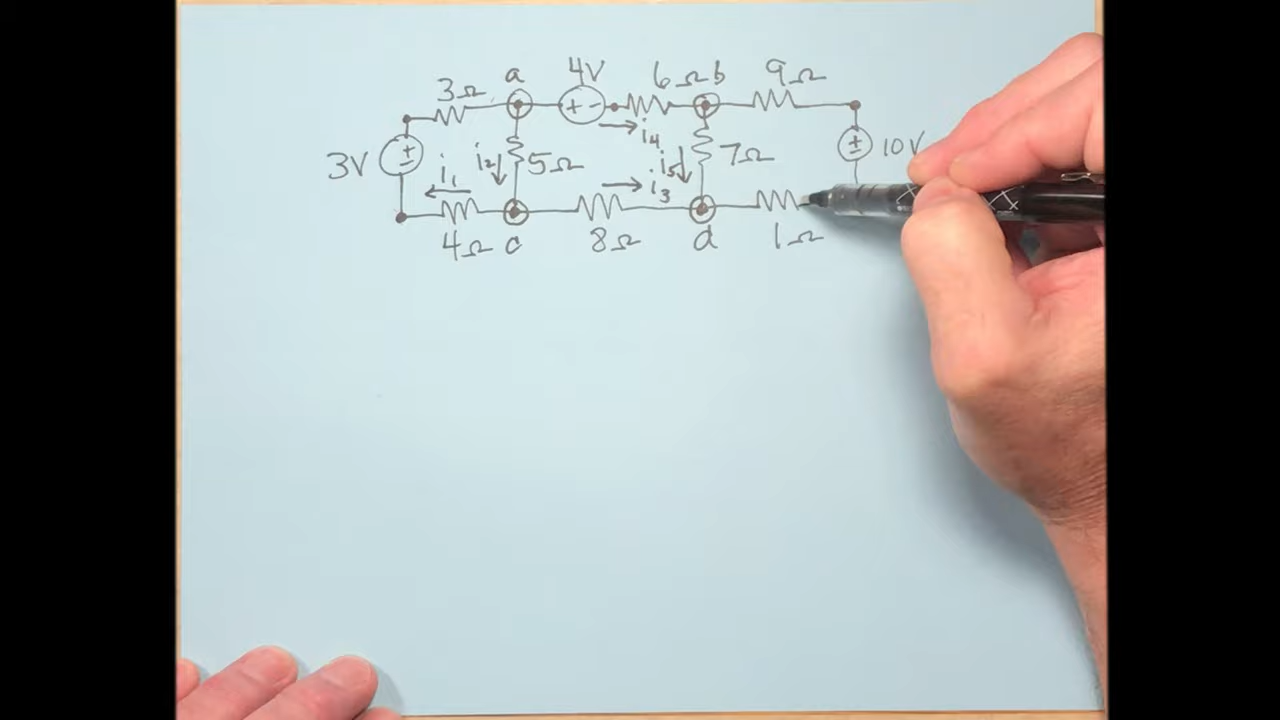 3Ω a 4V 6Ω b 9Ω
+ -
i4
3V + - i1 i2 5Ω i5 7Ω + - 10V
i3
4Ω c 8Ω d 1Ω